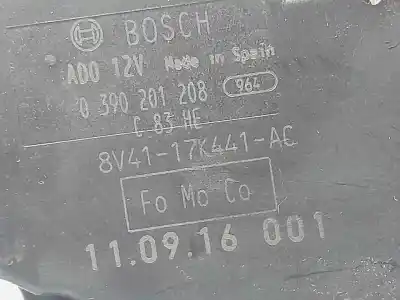 BOSCH
ADO 12V Made in Spain
0 390 201 208 964
C 83 HE
8V41-17K441-AC
Fo Mo Co
11.09.16 001